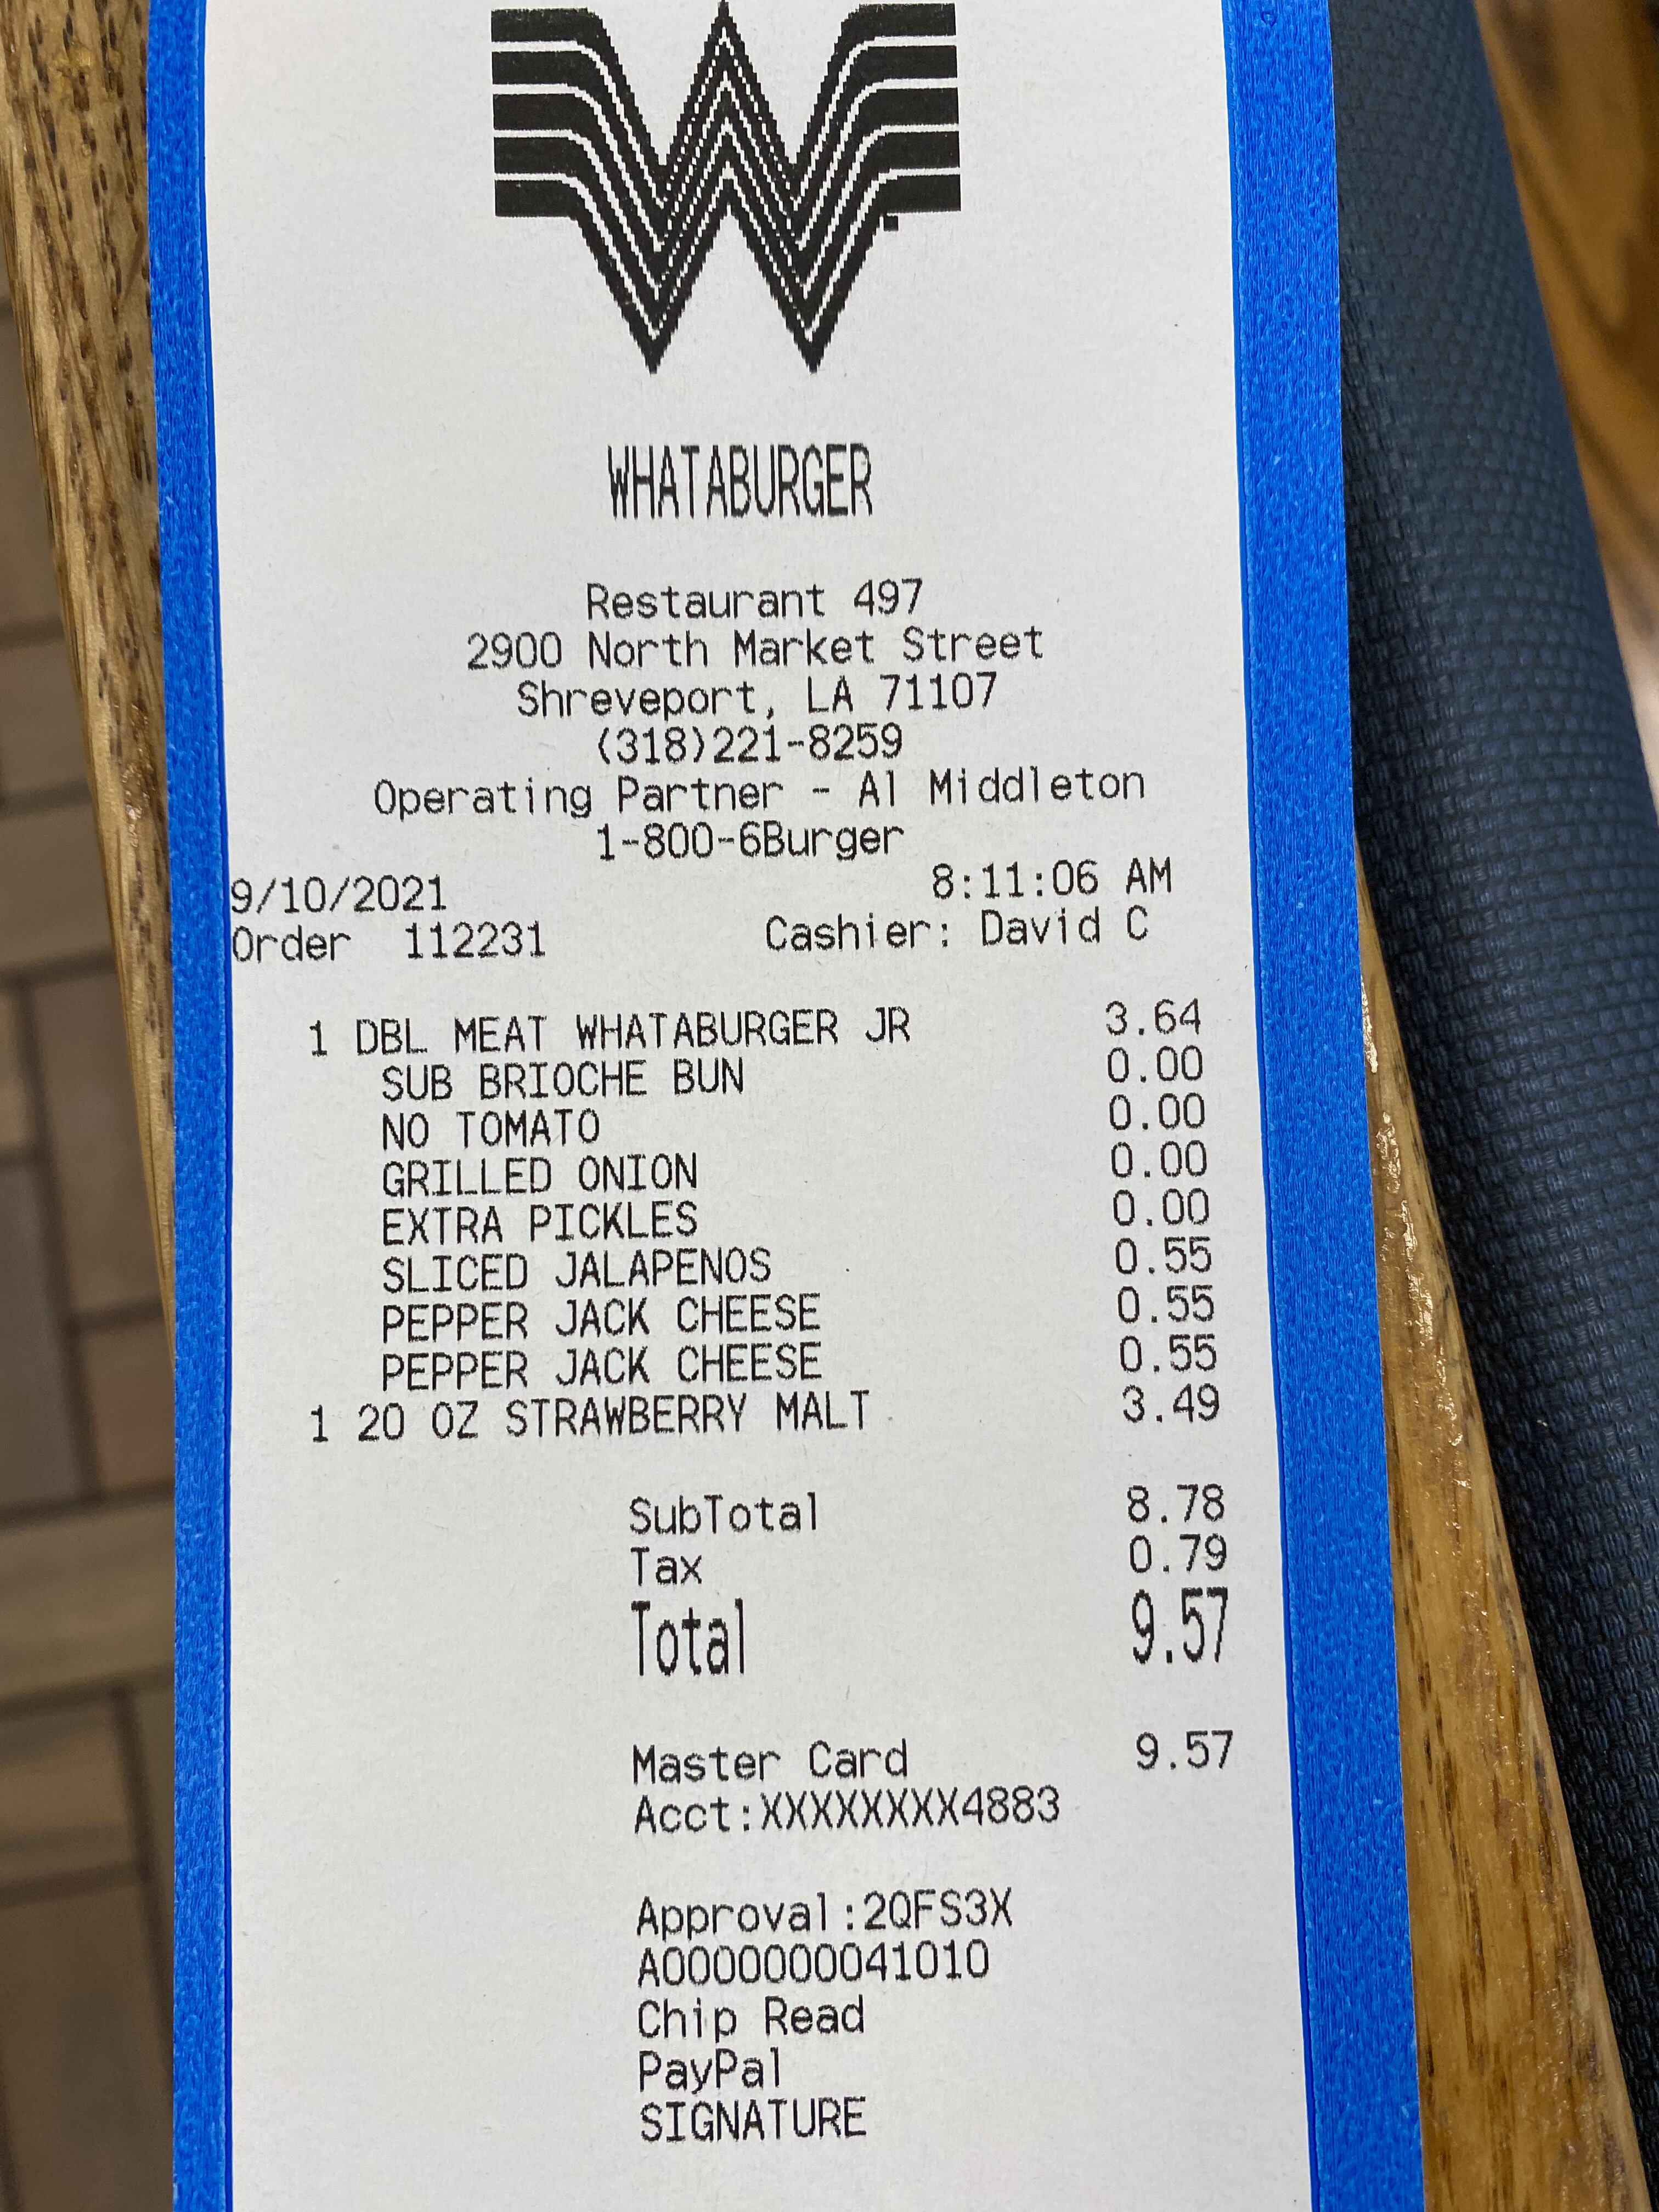 WHATABURGER
Restaurant 497
2900 North Market Street
Shreveport, LA 71107
(318)221-8259
Operating Partner - Al Middleton
1-800-6Burger
9/10/2021 8:11:06 AM
Order 112231 Cashier: David C
1 DBL MEAT WHATABURGER JR 3.64
SUB BRIOCHE BUN 0.00
NO TOMATO 0.00
GRILLED ONION 0.00
EXTRA PICKLES 0.00
SLICED JALAPENOS 0.55
PEPPER JACK CHEESE 0.55
PEPPER JACK CHEESE 0.55
1 20 OZ STRAWBERRY MALT 3.49
SubTotal 8.78
Tax 0.79
Total 9.57
Master Card 9.57
Acct:XXXXXXXX4883
Approval:2QFS3X
A0000000041010
Chip Read
PayPal
SIGNATURE